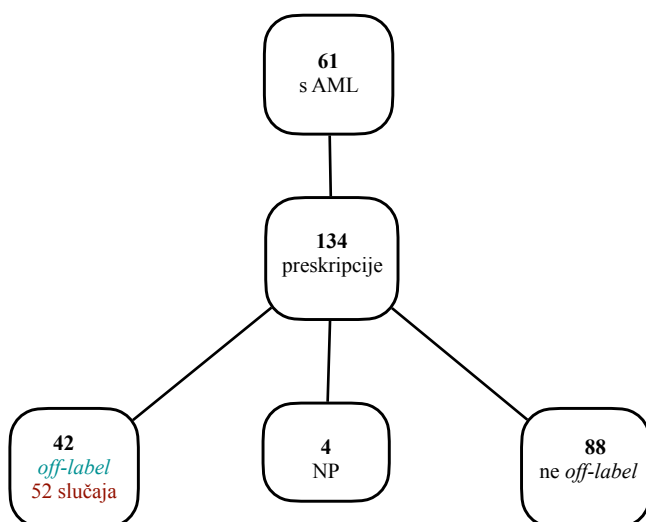 61
s AML
134
preskripcije
42
off-label
52 slučaja
4
NP
88
ne off-label